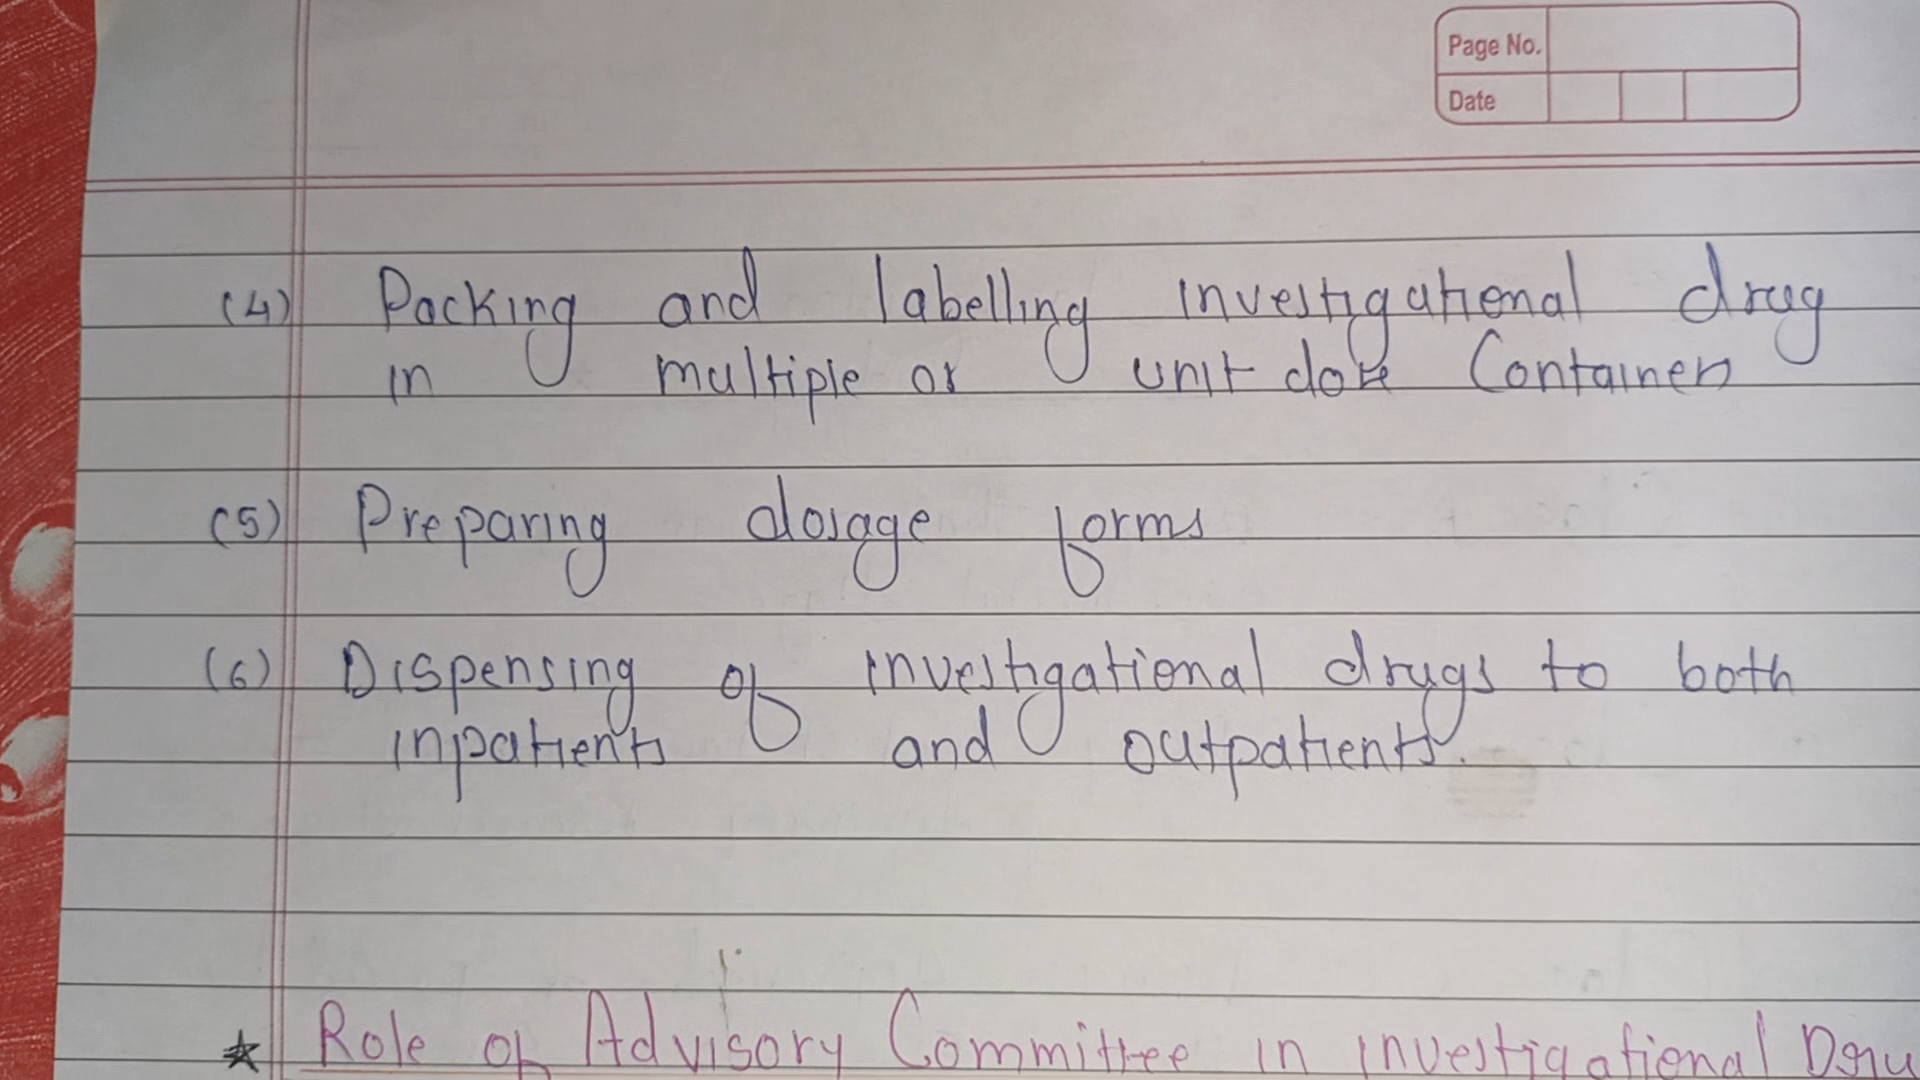 Page No.
Date
(4) Packing and labelling investigational drug
in multiple or unit dose Containers
(5) Preparing dosage forms
(6) Dispensing of investigational drugs to both
inpatients and outpatients.
★ Role of Advisory Committee in investigational Dru